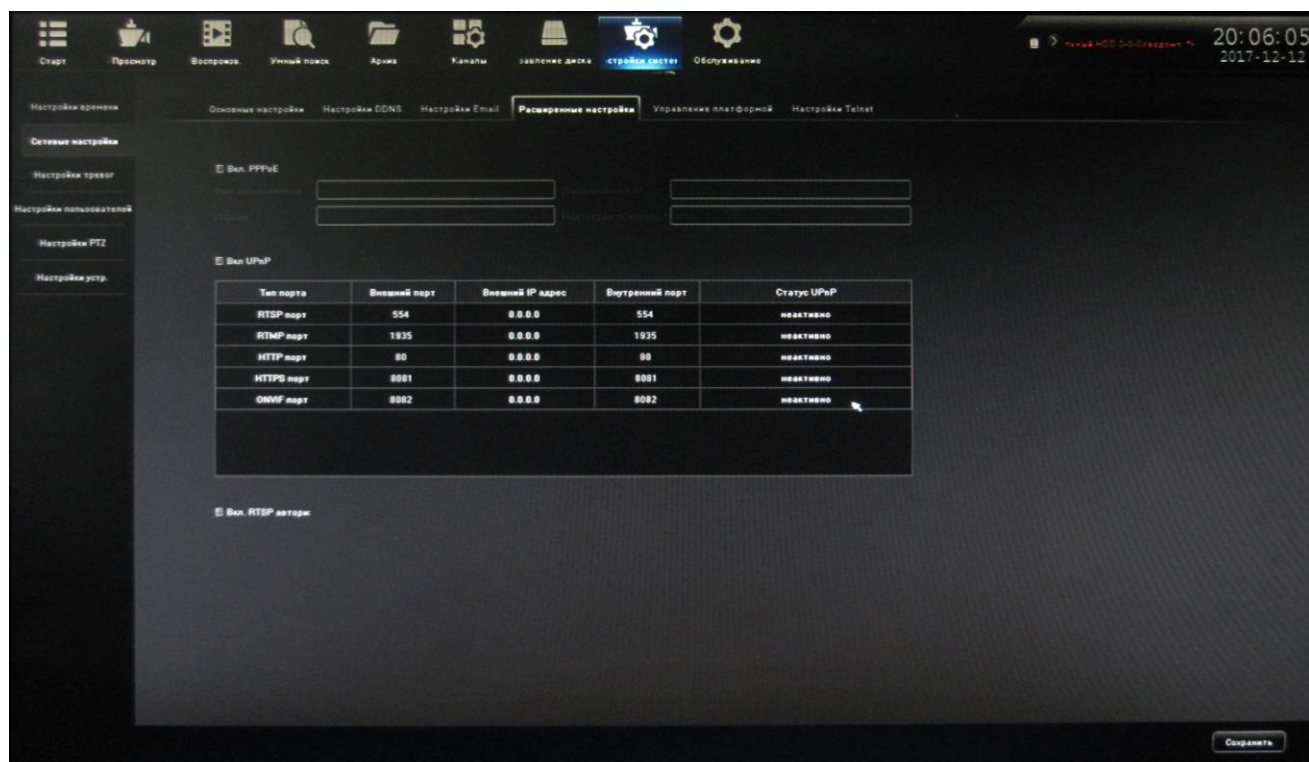 Старт Просмотр Воспроизв. Умный поиск Архив Каналы завление диска стройки систег Обслуживание
20:06:05
2017-12-12
Настройки времени
Сетевые настройки
Настройки тревог
Настройки пользователей
Настройки PTZ
Настройки устр.
Основные настройки Настройки DDNS Настройки Email Расширенные настройки Управление платформой Настройки Telnet
Вкл. PPPoE
Вкл UPnP
Тип порта Внешний порт Внешний IP адрес Внутренний порт Статус UPnP
RTSP порт 554 0.0.0.0 554 неактивно
RTMP порт 1935 0.0.0.0 1935 неактивно
HTTP порт 80 0.0.0.0 80 неактивно
HTTPS порт 8081 0.0.0.0 8081 неактивно
ONVIF порт 8082 0.0.0.0 8082 неактивно
Вкл. RTSP авториж
Сохранить